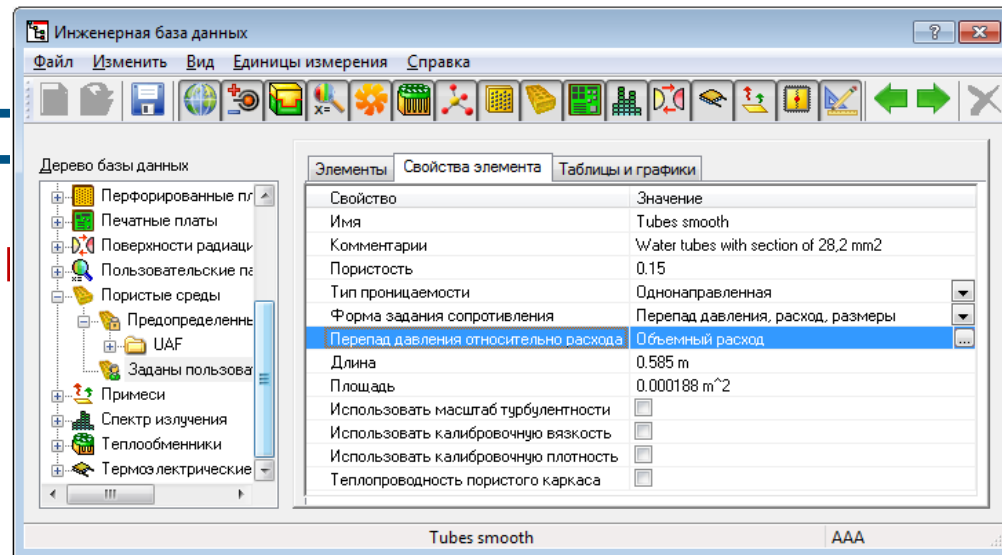 Инженерная база данных
Файл Изменить Вид Единицы измерения Справка
Дерево базы данных
Перфорированные пл
Печатные платы
Поверхности радиаци
Пользовательские па
Пористые среды
Предопределеннь
UAF
Заданы пользова
Примеси
Спектр излучения
Теплообменники
Термоэлектрические
Элементы Свойства элемента Таблицы и графики
Свойство Значение
Имя Tubes smooth
Комментарии Water tubes with section of 28,2 mm2
Пористость 0.15
Тип проницаемости Однонаправленная
Форма задания сопротивления Перепад давления, расход, размеры
Перепад давления относительно расхода Объемный расход ...
Длина 0.585 m
Площадь 0.000188 m^2
Использовать масштаб турбулентности
Использовать калибровочную вязкость
Использовать калибровочную плотность
Теплопроводность пористого каркаса
Tubes smooth AAA